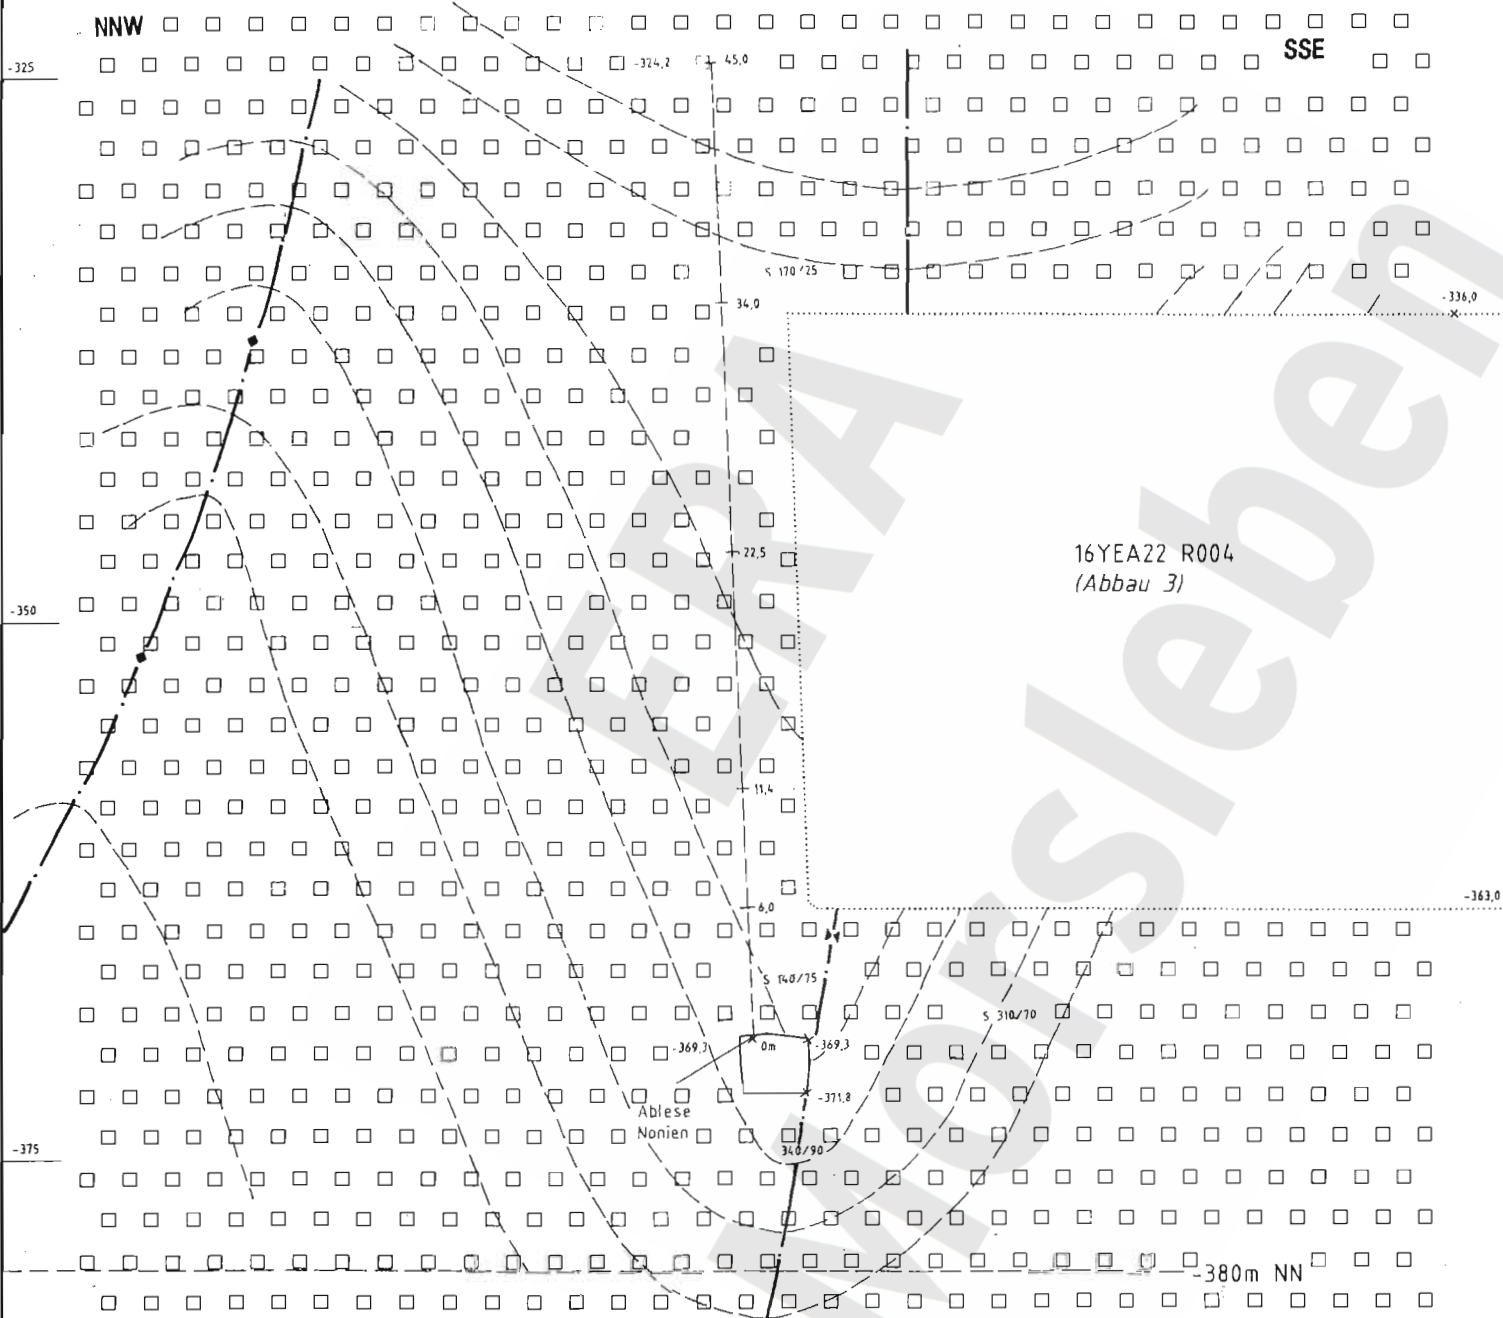 NNW
SSE
-325
-324,2
45,0
S 170/25
34,0
-336,0
22,5
16YEA22 R004
(Abbau 3)
-350
11,4
6,0
-363,0
S 140/75
S 310/70
-369,3
0m
-369,3
-371,8
Ablese
Nonien
340/90
-375
-380m NN
ERA
Morsleben